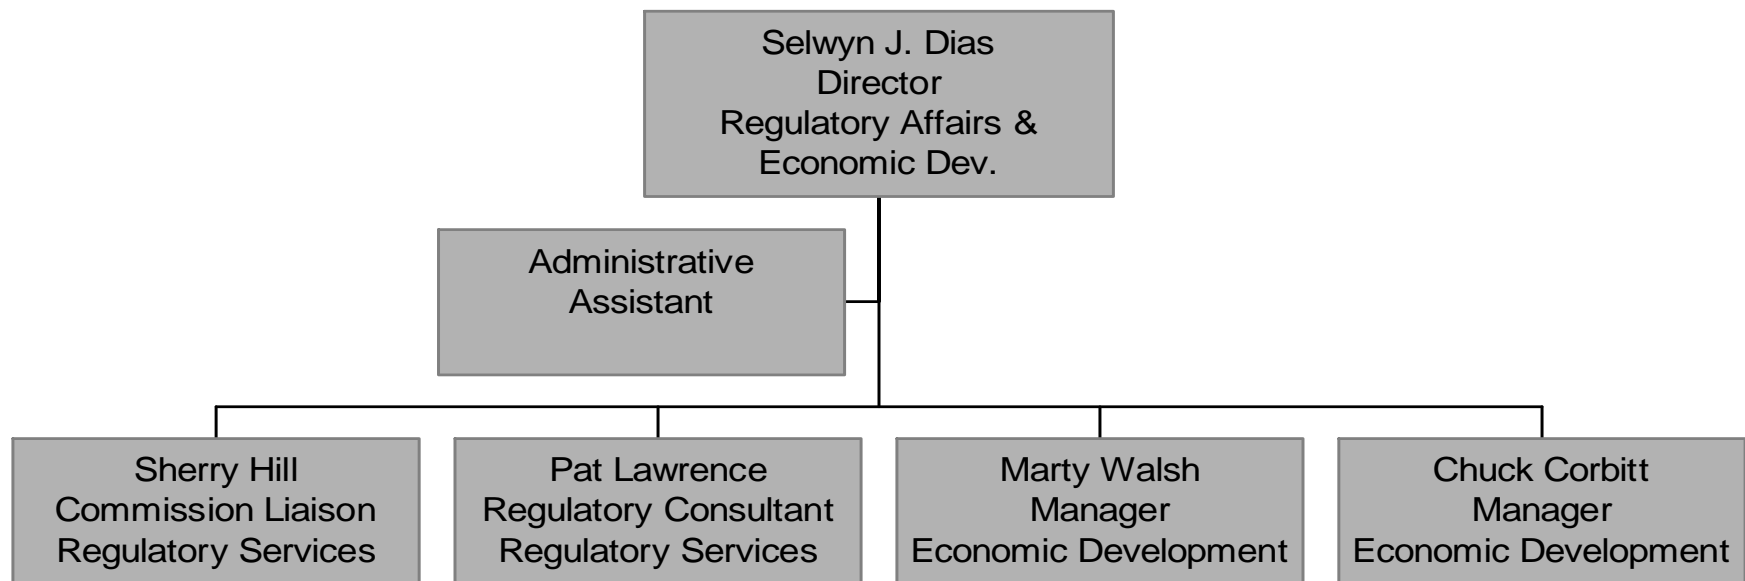 Selwyn J. Dias
Director
Regulatory Affairs &
Economic Dev.
Administrative
Assistant
Sherry Hill
Commission Liaison
Regulatory Services
Pat Lawrence
Regulatory Consultant
Regulatory Services
Marty Walsh
Manager
Economic Development
Chuck Corbitt
Manager
Economic Development